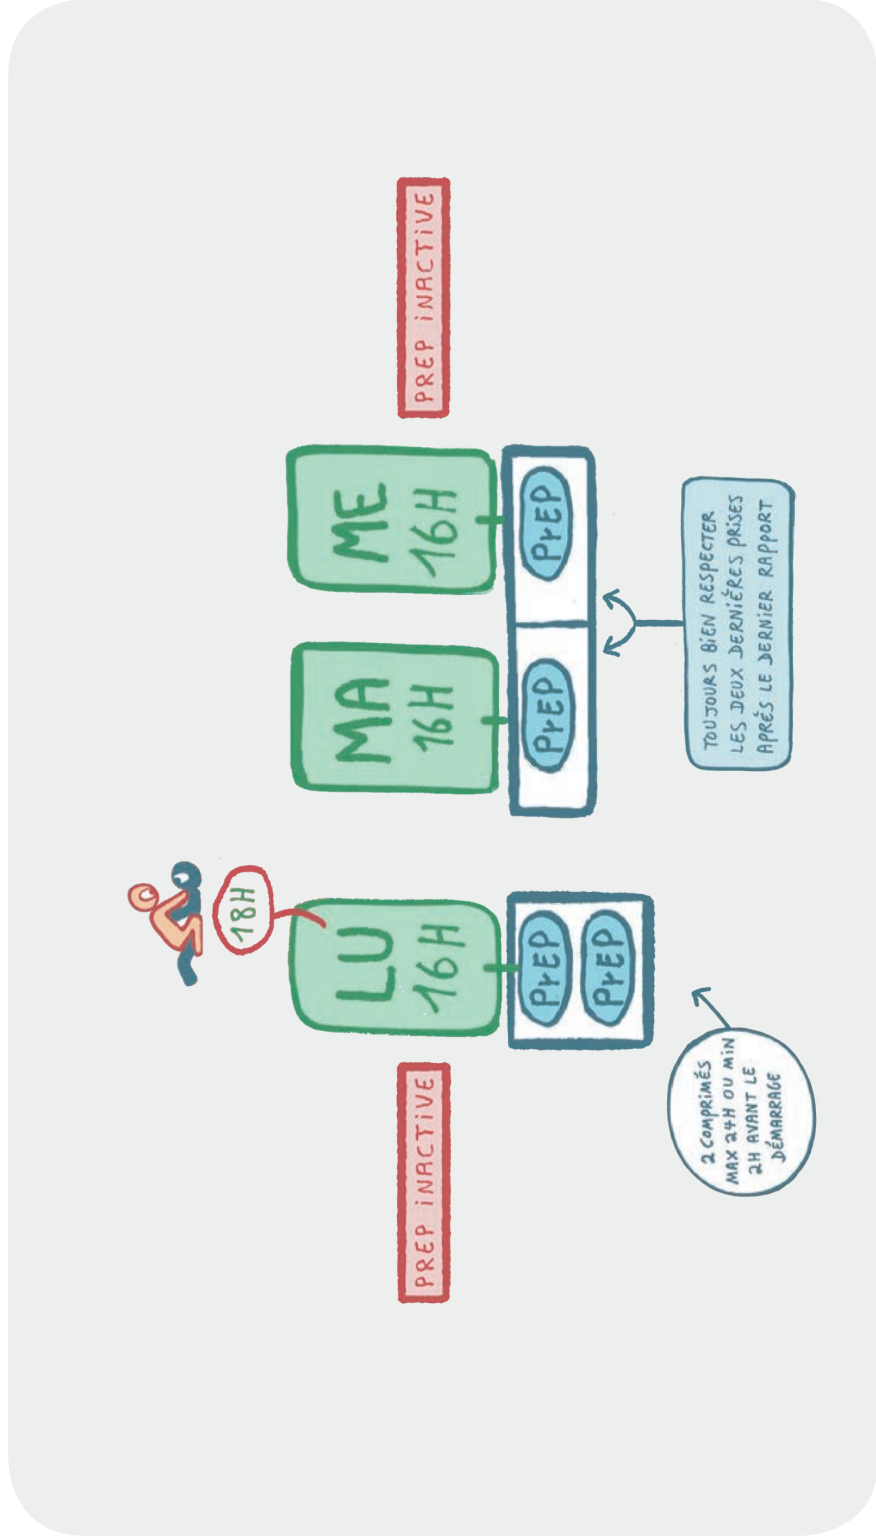 PREP iNACTiVE
18H
LU
16H
PrEP
PrEP
2 COMPRiMÉS
MAX 24H OU MiN
2H AVANT LE
DÉMARRAGE
MA
16H
PrEP
ME
16H
PrEP
TOUJOURS BiEN RESPECTER
LES DEUX DERNiÈRES PRiSES
APRÈS LE DERNiER RAPPORT
PREP iNACTiVE